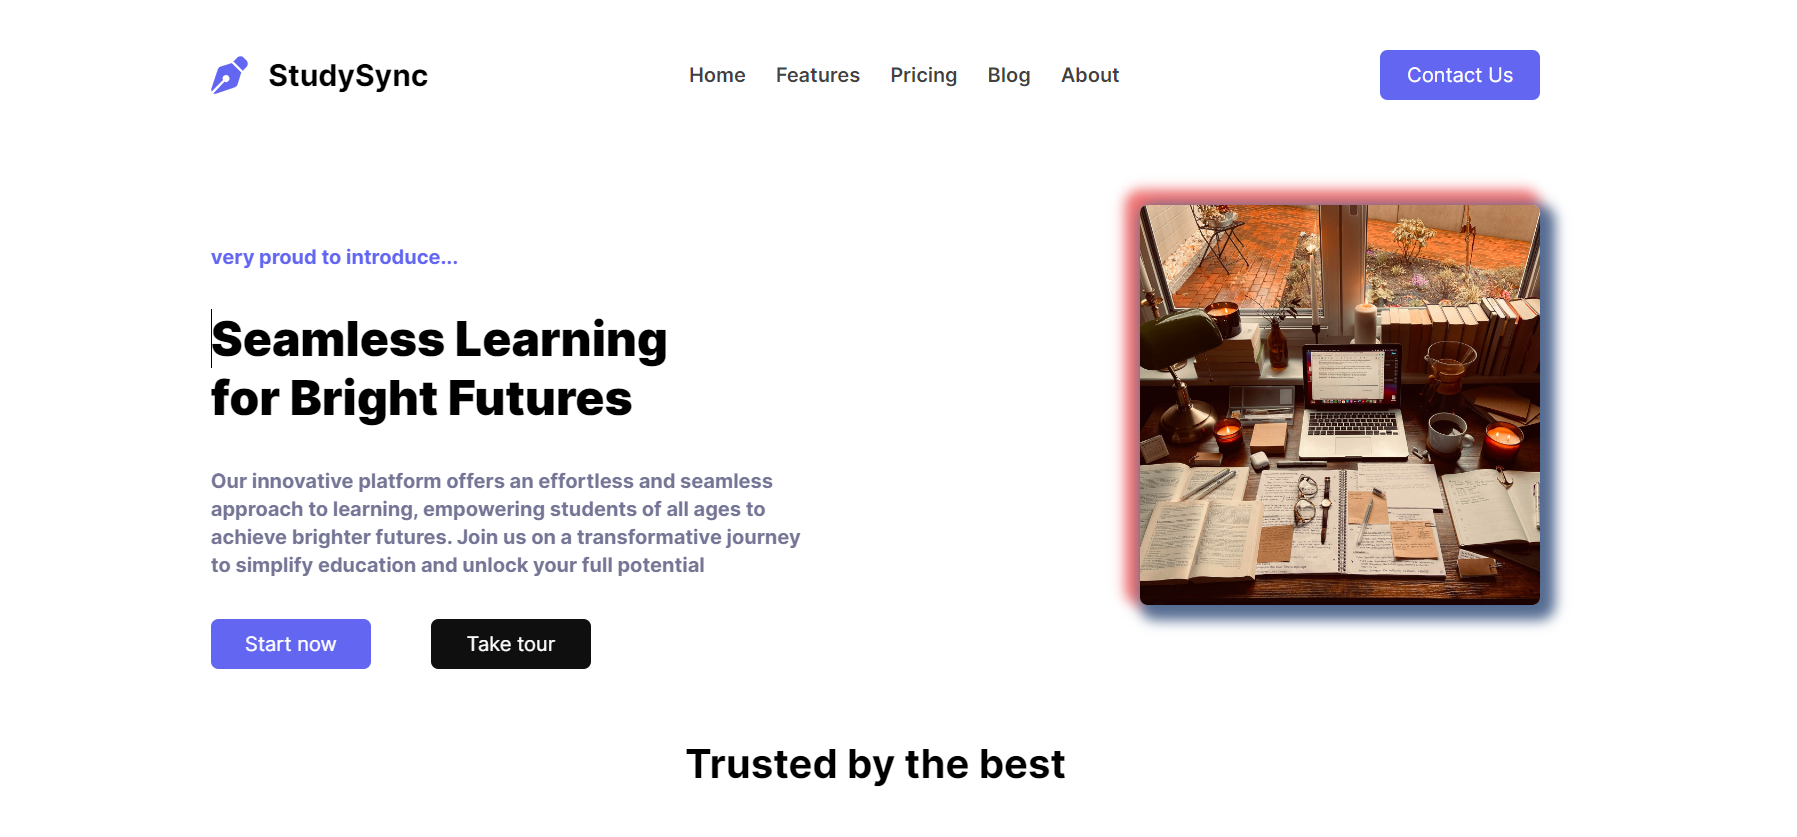 StudySync
Home Features Pricing Blog About
Contact Us
very proud to introduce...
Seamless Learning
for Bright Futures
Our innovative platform offers an effortless and seamless
approach to learning, empowering students of all ages to
achieve brighter futures. Join us on a transformative journey
to simplify education and unlock your full potential
Start now
Take tour
Trusted by the best